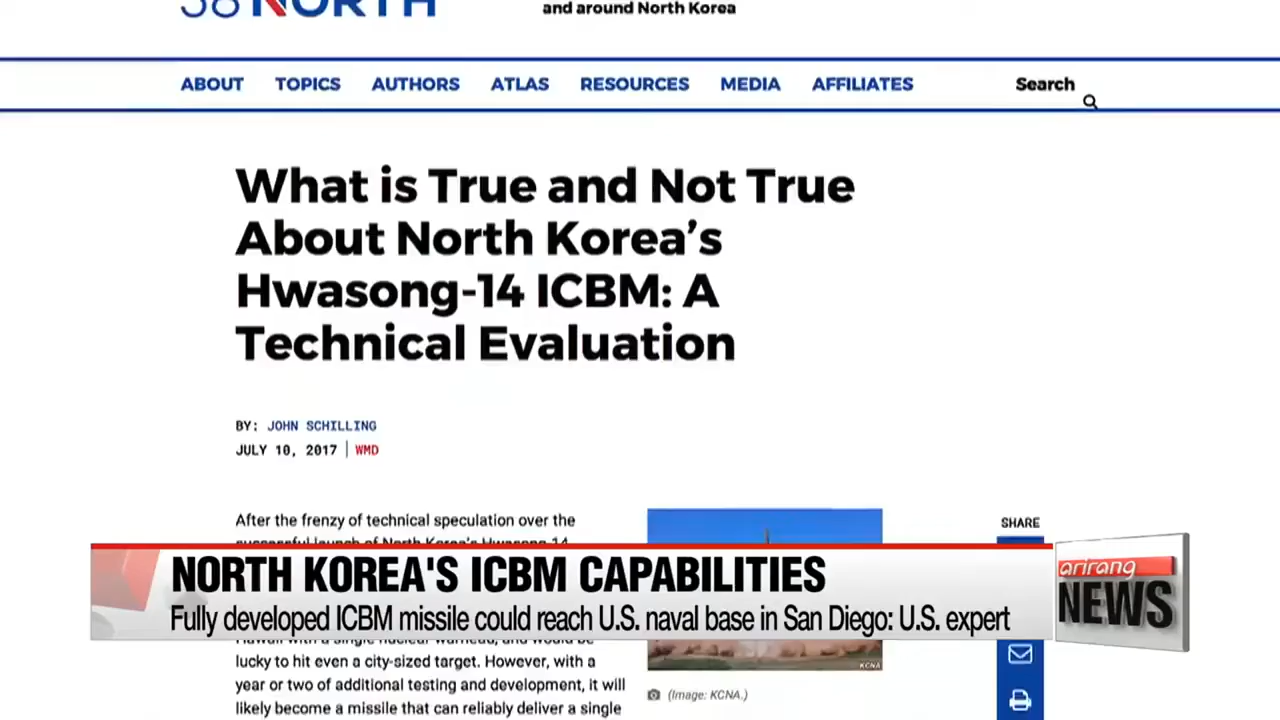 38 NORTH
and around North Korea
ABOUT TOPICS AUTHORS ATLAS RESOURCES MEDIA AFFILIATES Search
What is True and Not True
About North Korea’s
Hwasong-14 ICBM: A
Technical Evaluation
BY: JOHN SCHILLING
JULY 10, 2017 | WMD
After the frenzy of technical speculation over the
successful launch of North Korea's Hwasong-14
SHARE
NORTH KOREA'S ICBM CAPABILITIES
Fully developed ICBM missile could reach U.S. naval base in San Diego: U.S. expert
arirang
NEWS
Hawaii with a single nuclear warhead, and would be
lucky to hit even a city-sized target. However, with a
year or two of additional testing and development, it will
likely become a missile that can reliably deliver a single
KCNA
(Image: KCNA.)